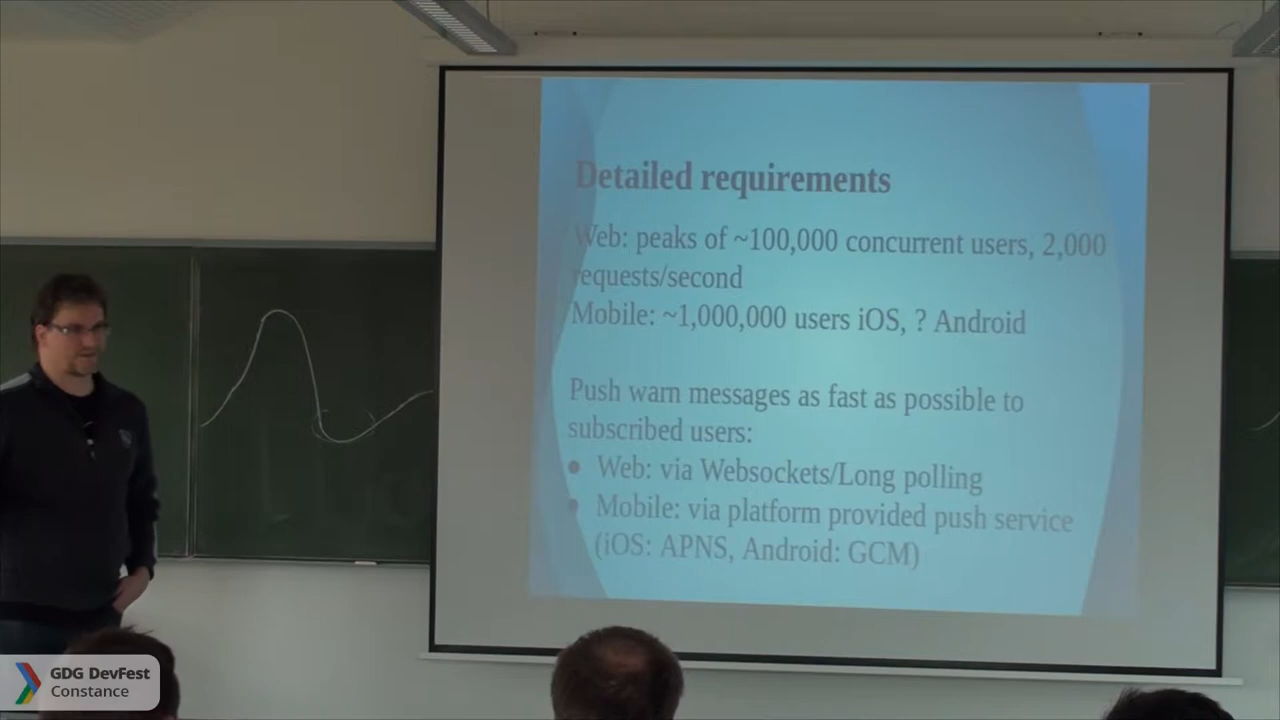 Detailed requirements
Web: peaks of ~100,000 concurrent users, 2,000
requests/second
Mobile: ~1,000,000 users iOS, ? Android
Push warn messages as fast as possible to
subscribed users:
● Web: via Websockets/Long polling
● Mobile: via platform provided push service
(iOS: APNS, Android: GCM)
GDG DevFest
Constance